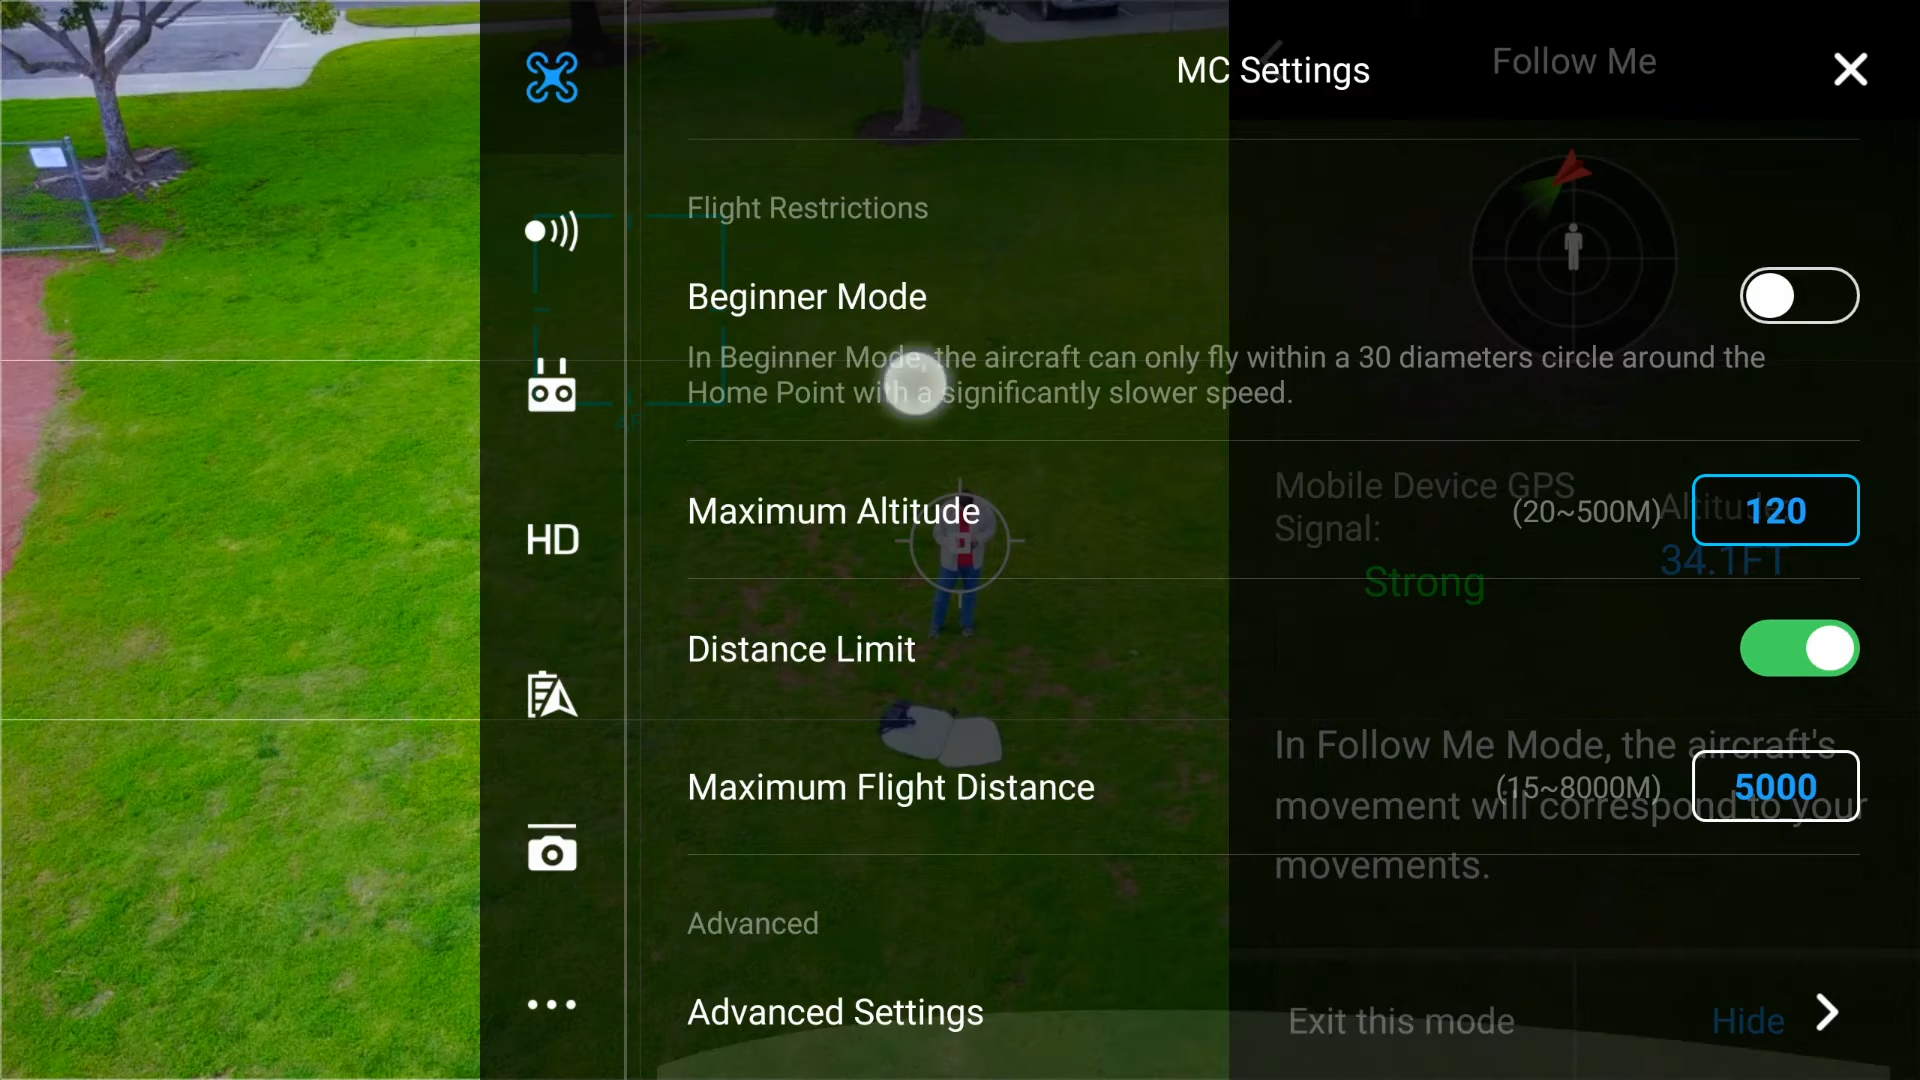 MC Settings
Follow Me
Flight Restrictions
Beginner Mode
In Beginner Mode, the aircraft can only fly within a 30 diameters circle around the
Home Point with a significantly slower speed.
Maximum Altitude
(20~500M)
120
Mobile Device GPS
Signal:
Strong
Altitude:
34.1FT
HD
Distance Limit
In Follow Me Mode, the aircraft's
movement will correspond to your
movements.
Maximum Flight Distance
(15~8000M)
5000
Advanced
Advanced Settings
Exit this mode
Hide